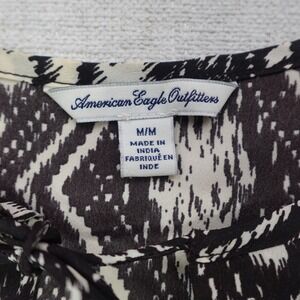 American Eagle Outfitters
M/M
MADE IN
INDIA
FABRIQUÉ EN
INDE